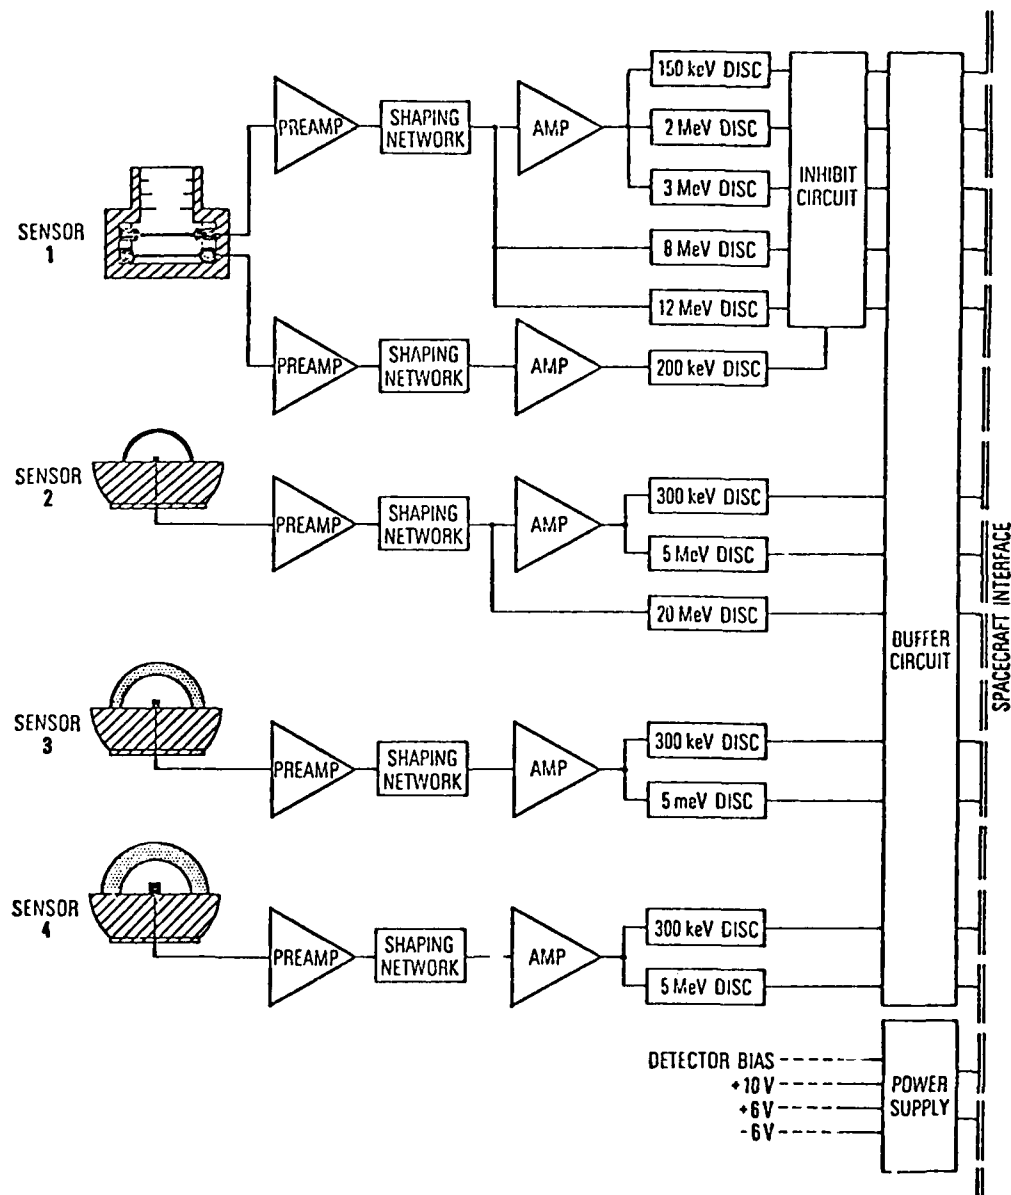 SENSOR
1
PREAMP
SHAPING
NETWORK
AMP
150 keV DISC
2 MeV DISC
3 MeV DISC
8 MeV DISC
12 MeV DISC
INHIBIT
CIRCUIT
PREAMP
SHAPING
NETWORK
AMP
200 keV DISC
SENSOR
2
PREAMP
SHAPING
NETWORK
AMP
300 keV DISC
5 MeV DISC
20 MeV DISC
BUFFER
CIRCUIT
SPACECRAFT INTERFACE
SENSOR
3
PREAMP
SHAPING
NETWORK
AMP
300 keV DISC
5 meV DISC
SENSOR
4
PREAMP
SHAPING
NETWORK
AMP
300 keV DISC
5 MeV DISC
DETECTOR BIAS
+10 V
+6 V
-6 V
POWER
SUPPLY